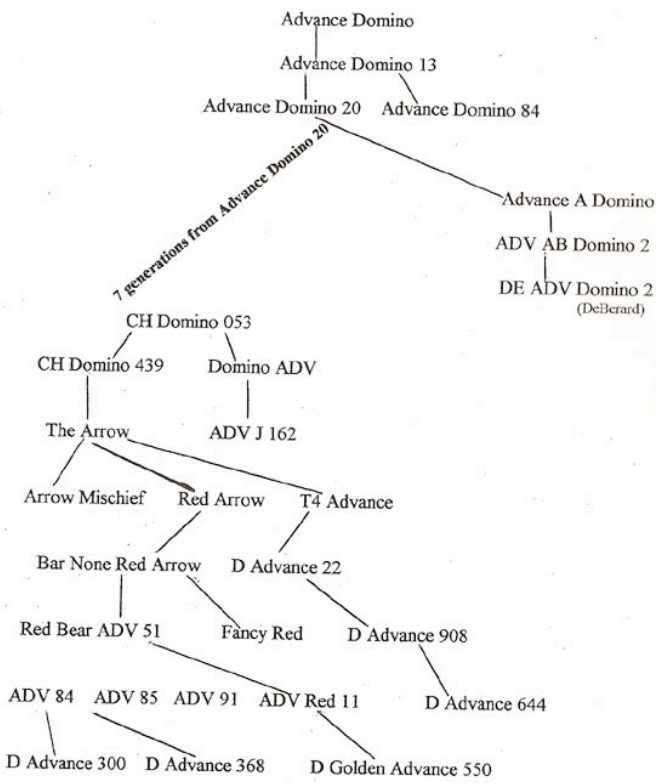 Advance Domino
Advance Domino 13
Advance Domino 20 Advance Domino 84
7 generations from Advance Domino 20
Advance A Domino
ADV AB Domino 2
DE ADV Domino 2
(DeBerard)
CH Domino 053
CH Domino 439 Domino ADV
The Arrow ADV J 162
Arrow Mischief Red Arrow T4 Advance
Bar None Red Arrow D Advance 22
Red Bear ADV 51 Fancy Red D Advance 908
ADV 84 ADV 85 ADV 91 ADV Red 11 D Advance 644
D Advance 300 D Advance 368 D Golden Advance 550